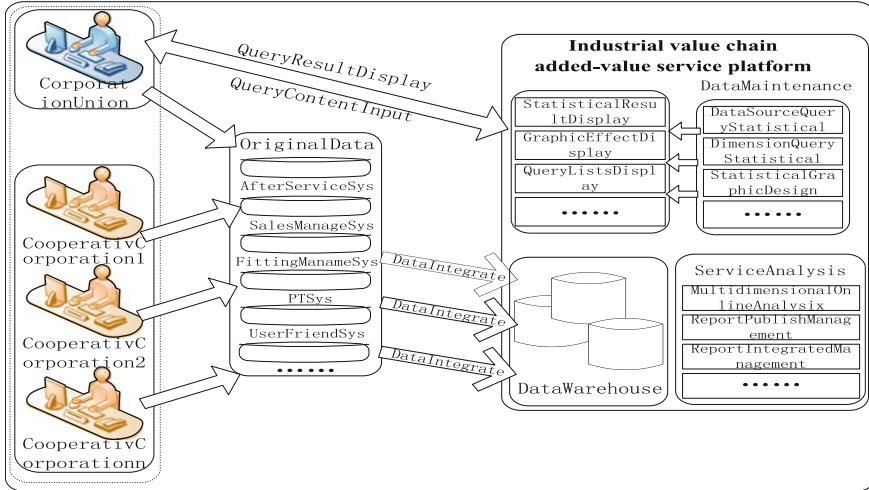 Corporat
ionUnion
CooperativC
orporation1
CooperativC
orporation2
CooperativC
orporationn
QueryResultDisplay
QueryContentInput
OriginalData
AfterServiceSys
SalesManageSys
FittingManameSys
PTSys
UserFriendSys
••••••
DataIntegrate
DataIntegrate
DataIntegrate
Industrial value chain
added-value service platform
StatisticalResu
ltDisplay
GraphicEffectDi
splay
QueryListsDispl
ay
••••••
DataMaintenance
DataSourceQuer
yStatistical
DimensionQuery
Statistical
StatisticalGra
phicDesign
••••••
DataWarehouse
ServiceAnalysis
MultidimensionalOn
lineAnalysix
ReportPublishManag
ement
ReportIntegratedMa
nagement
••••••